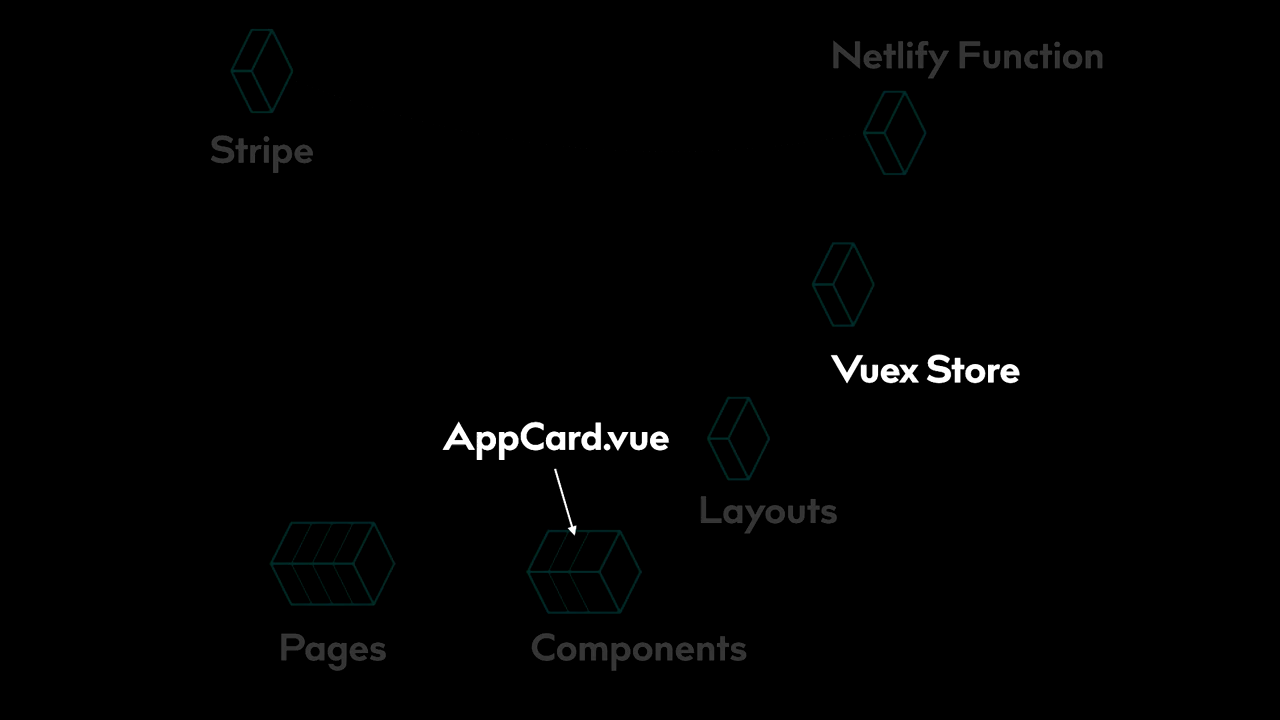 Netlify Function
Stripe
Vuex Store
AppCard.vue
Layouts
Pages
Components